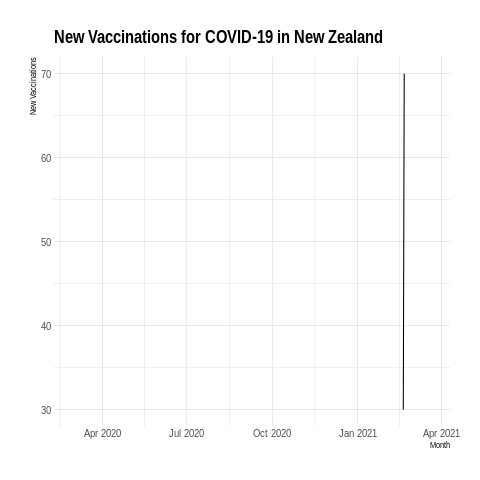 New Vaccinations for COVID-19 in New Zealand
New Vaccinations
70
60
50
40
30
Apr 2020 Jul 2020 Oct 2020 Jan 2021 Apr 2021
Month